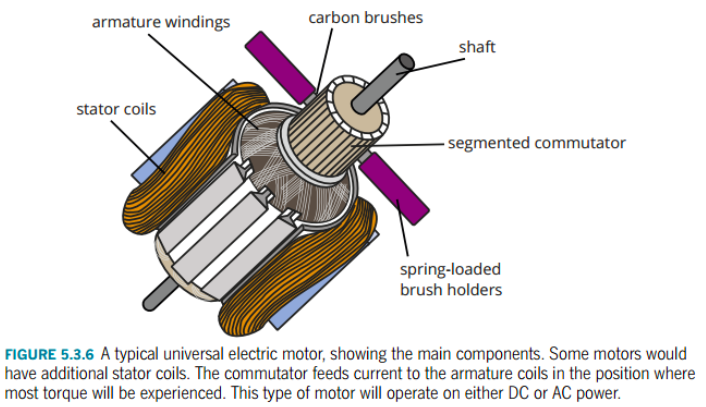 armature windings
carbon brushes
shaft
stator coils
segmented commutator
spring-loaded
brush holders
FIGURE 5.3.6 A typical universal electric motor, showing the main components. Some motors would
have additional stator coils. The commutator feeds current to the armature coils in the position where
most torque will be experienced. This type of motor will operate on either DC or AC power.